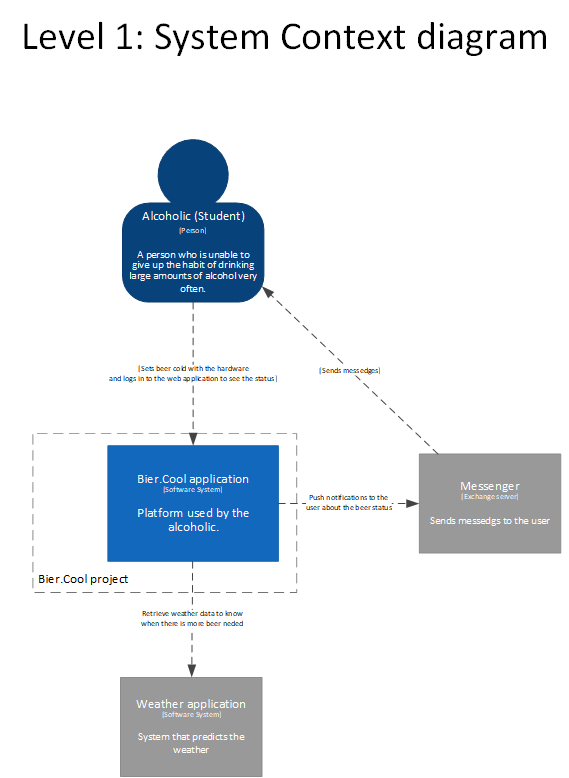 Level 1: System Context diagram
Alcoholic (Student)
[Person]
A person who is unable to
give up the habit of drinking
large amounts of alcohol very
often.
[Sets beer cold with the hardware
and logs in to the web application to see the status]
[Sends messedges]
Bier.Cool application
[Software System]
Platform used by the
alcoholic.
Bier.Cool project
Push notifications to the
user about the beer status
Messenger
[Exchange server]
Sends messedgs to the user
Retrieve weather data to know
when there is more beer neded
Weather application
[Software System]
System that predicts the
weather